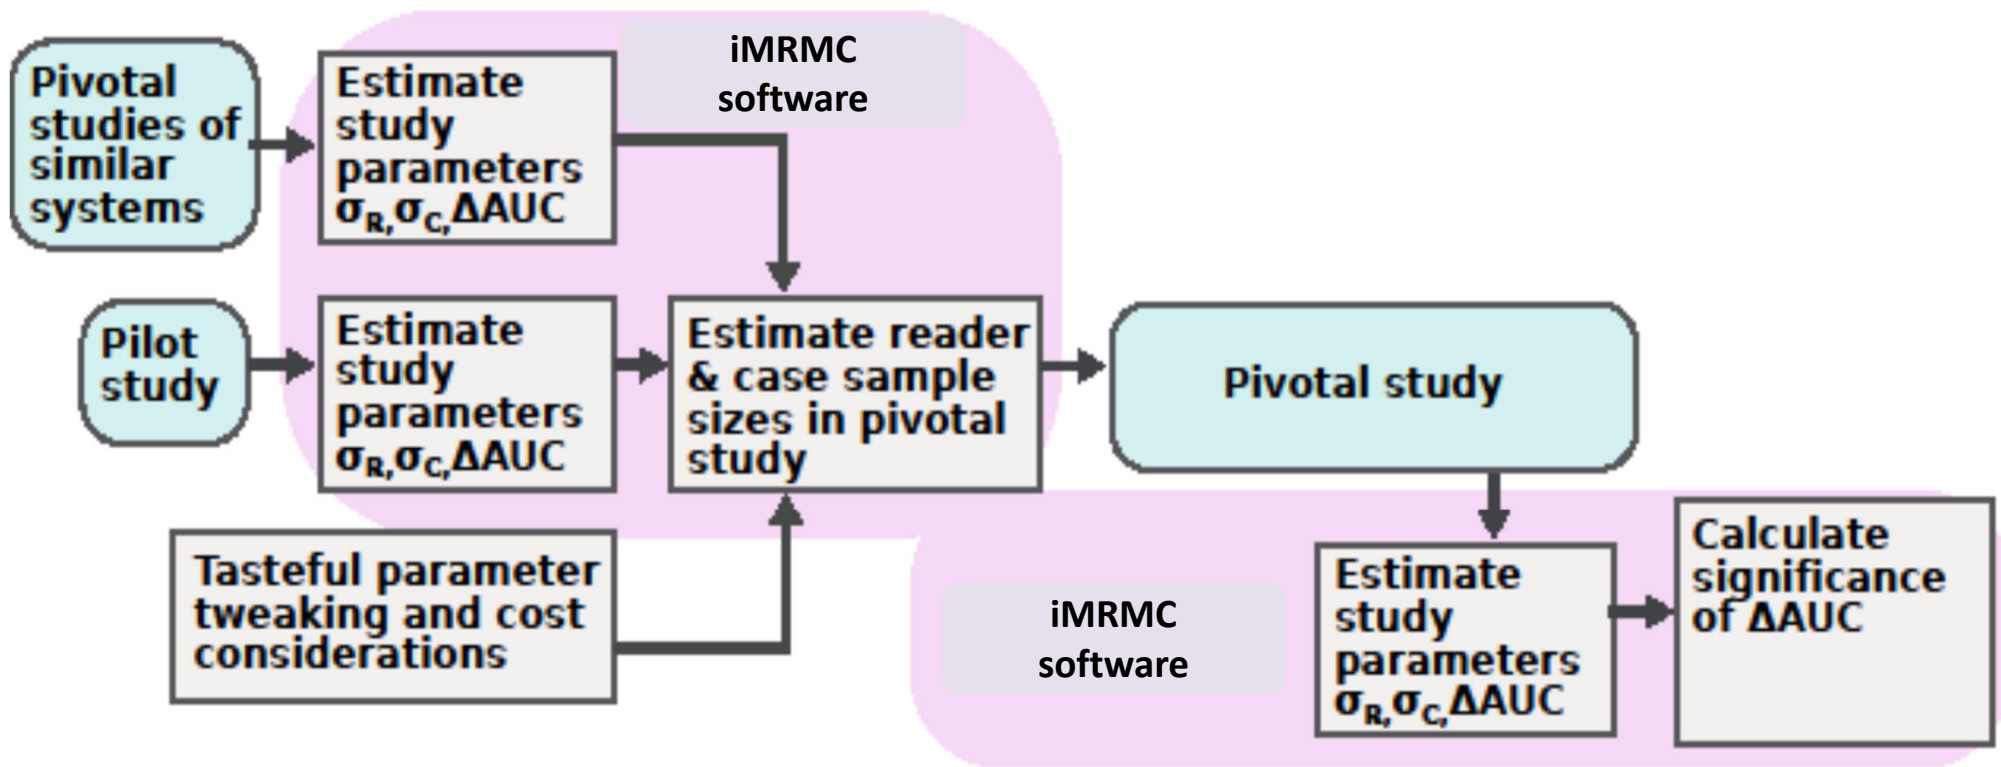 Pivotal
studies of
similar
systems
Estimate
study
parameters
σR,σC,ΔAUC
iMRMC
software
Pilot
study
Estimate
study
parameters
σR,σC,ΔAUC
Estimate reader
& case sample
sizes in pivotal
study
Pivotal study
Tasteful parameter
tweaking and cost
considerations
iMRMC
software
Estimate
study
parameters
σR,σC,ΔAUC
Calculate
significance
of ΔAUC